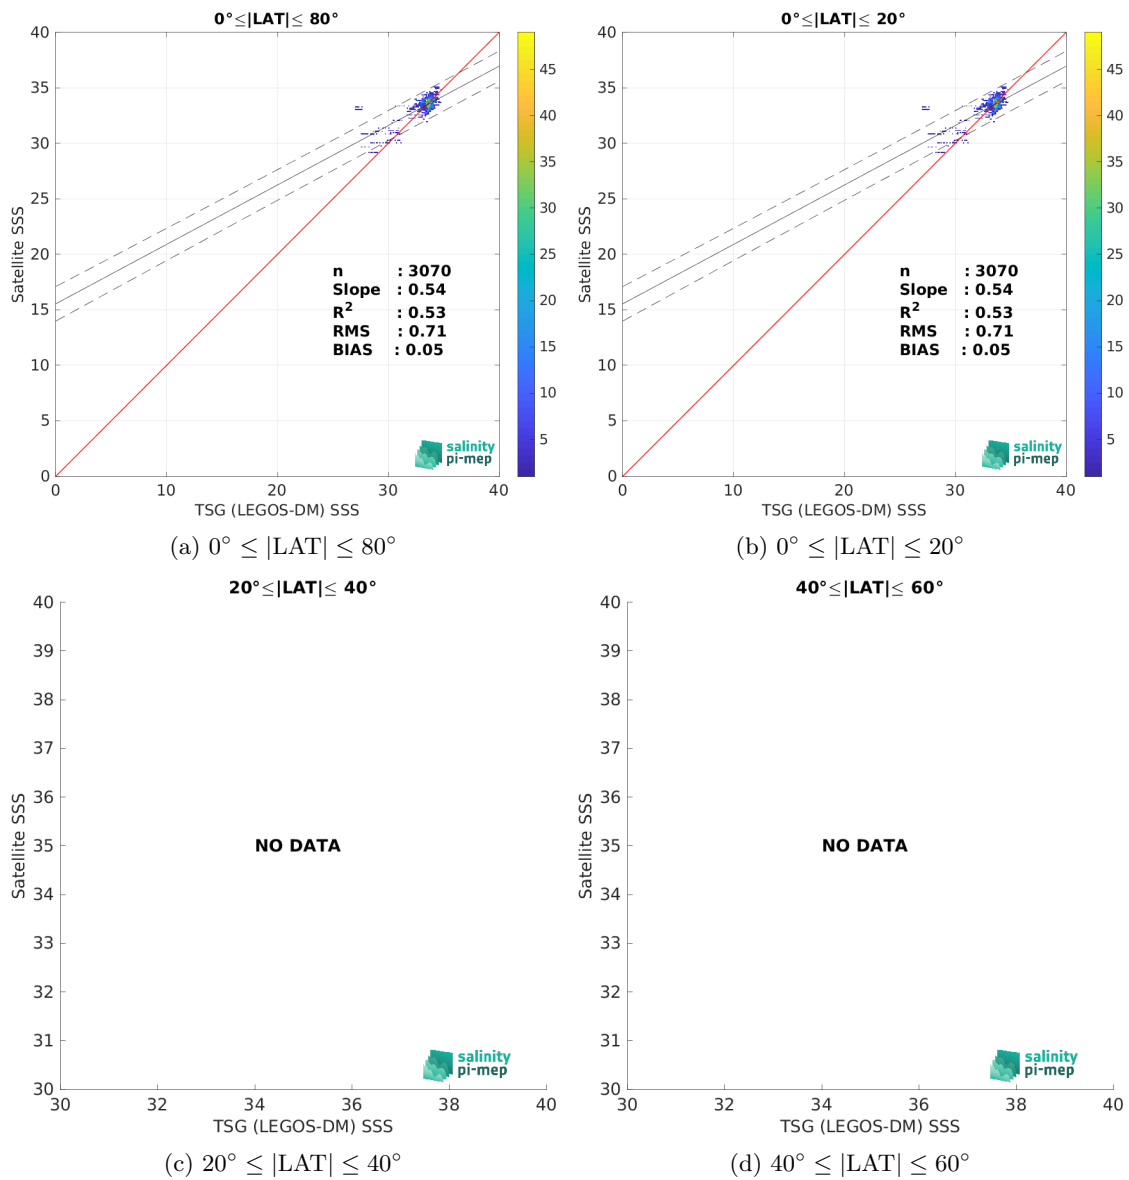 0°≤|LAT|≤ 80°
40
35
30
25
20
15
10
5
0
Satellite SSS
0
10
20
30
40
TSG (LEGOS-DM) SSS
n : 3070
Slope : 0.54
R² : 0.53
RMS : 0.71
BIAS : 0.05
salinity
pi-mep
45
40
35
30
25
20
15
10
5
(a) 0° ≤ |LAT| ≤ 80°
0°≤|LAT|≤ 20°
40
35
30
25
20
15
10
5
0
Satellite SSS
0
10
20
30
40
TSG (LEGOS-DM) SSS
n : 3070
Slope : 0.54
R² : 0.53
RMS : 0.71
BIAS : 0.05
salinity
pi-mep
45
40
35
30
25
20
15
10
5
(b) 0° ≤ |LAT| ≤ 20°
20°≤|LAT|≤ 40°
40
39
38
37
36
35
34
33
32
31
30
Satellite SSS
NO DATA
salinity
pi-mep
30
32
34
36
38
40
TSG (LEGOS-DM) SSS
(c) 20° ≤ |LAT| ≤ 40°
40°≤|LAT|≤ 60°
40
39
38
37
36
35
34
33
32
31
30
Satellite SSS
NO DATA
salinity
pi-mep
30
32
34
36
38
40
TSG (LEGOS-DM) SSS
(d) 40° ≤ |LAT| ≤ 60°